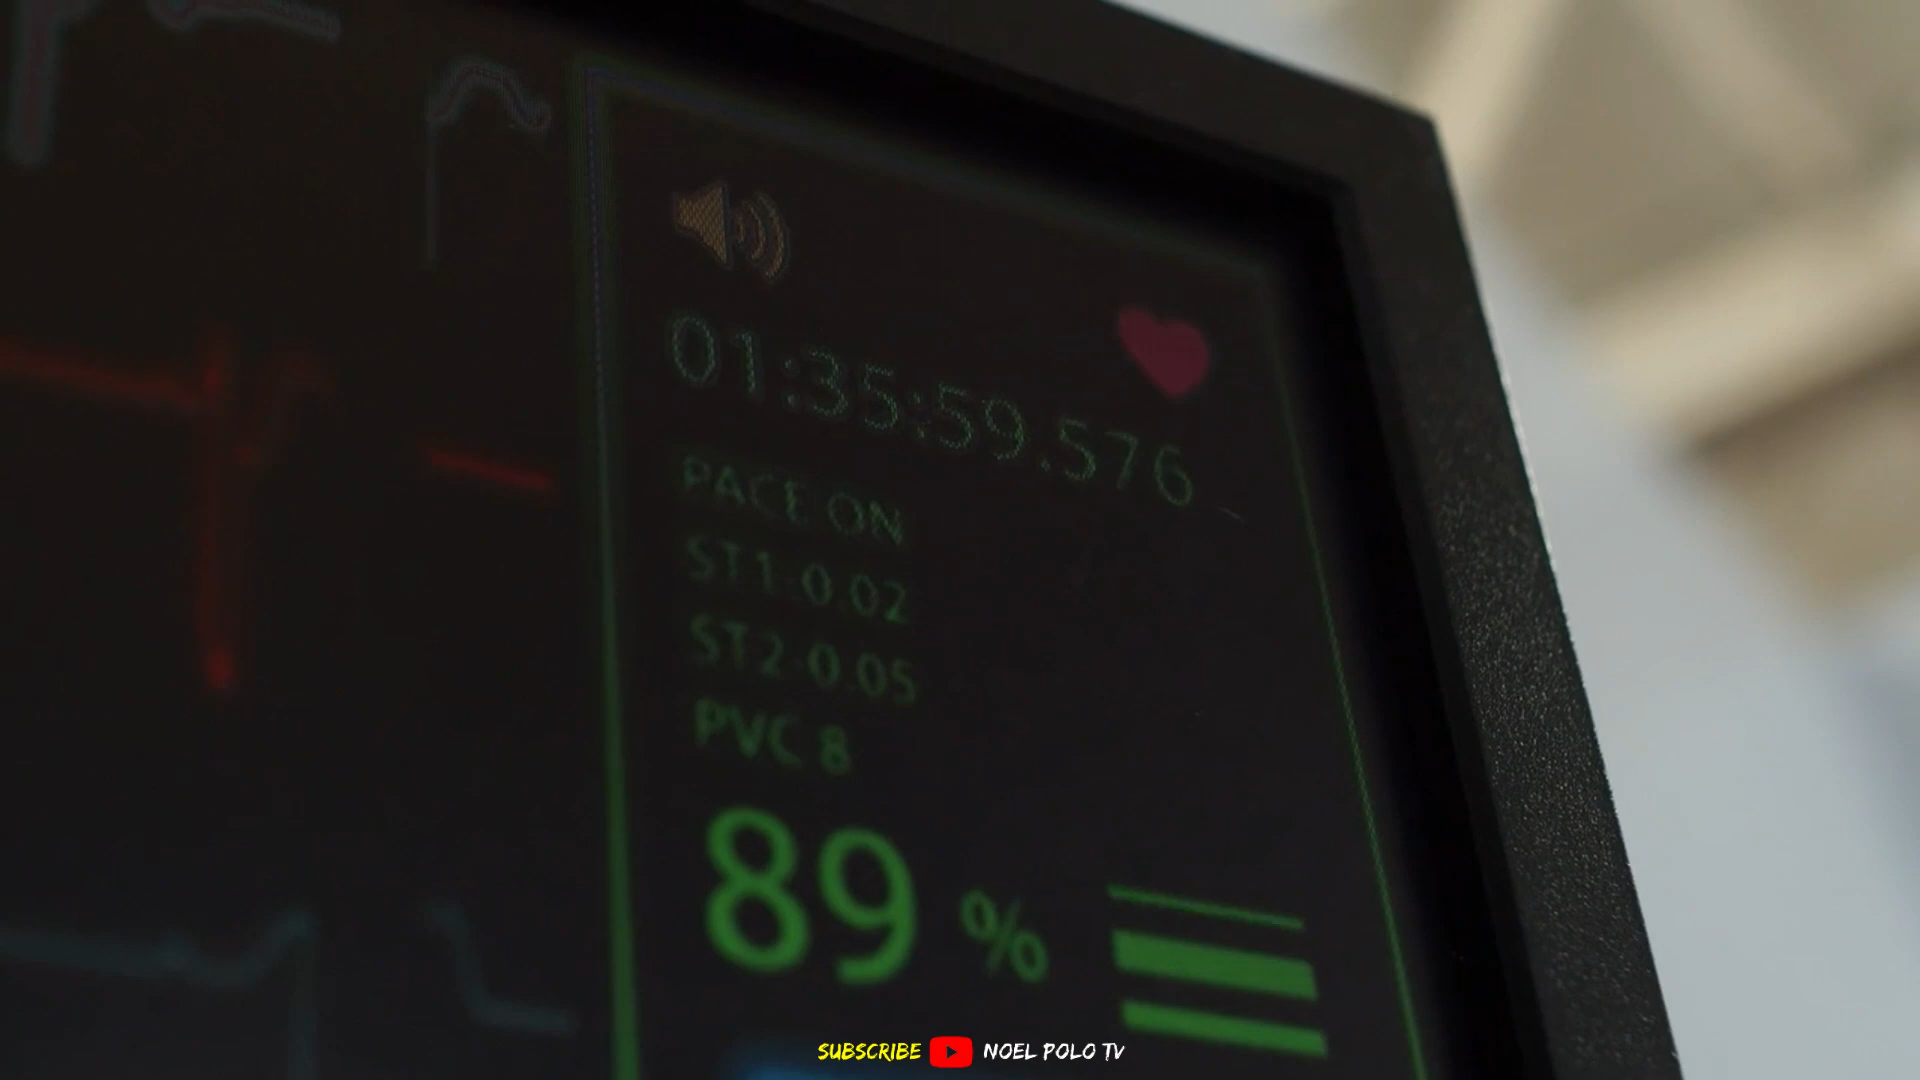 01:35:59.576
PACE ON
ST1 0.02
ST2 0.05
PVC 8
89 %
SUBSCRIBE NOEL POLO TV